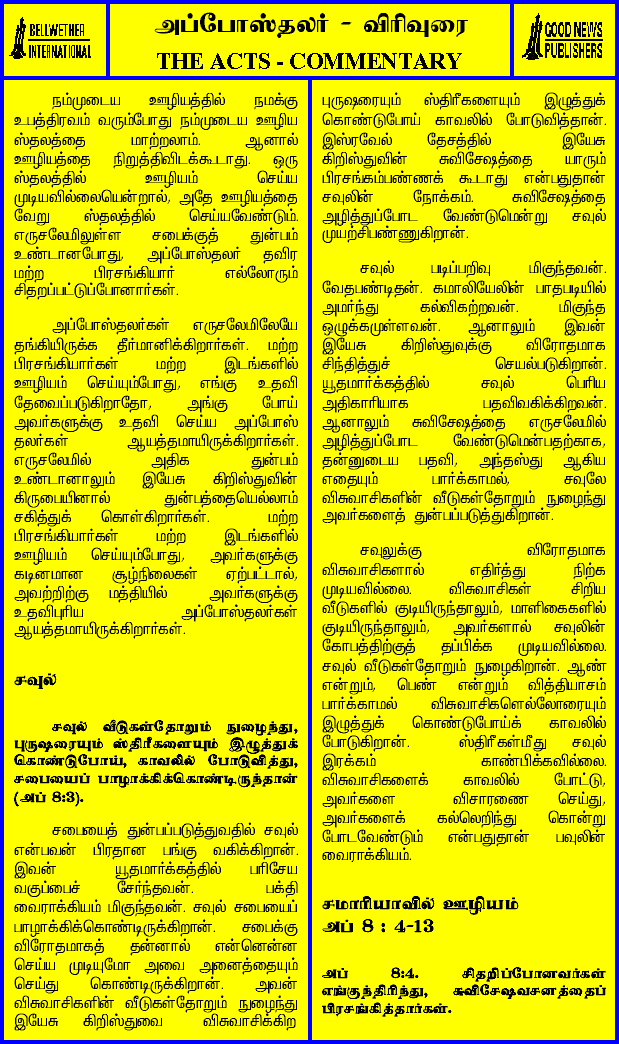 BELLWETHER
INTERNATIONAL
அப்போஸ்தலர் - விரிவுரை
THE ACTS - COMMENTARY
GOOD NEWS
PUBLISHERS
நம்முடைய ஊழியத்தில் நமக்கு
உபத்திரவம் வரும்போது நம்முடைய ஊழிய
ஸ்தலத்தை மாற்றலாம். ஆனால்
ஊழியத்தை நிறுத்திவிடக்கூடாது. ஒரு
ஸ்தலத்தில் ஊழியம் செய்ய
முடியவில்லையென்றால், அதே ஊழியத்தை
வேறு ஸ்தலத்தில் செய்யவேண்டும்.
எருசலேமிலுள்ள சபைக்குத் துன்பம்
உண்டானபோது, அப்போஸ்தலர் தவிர
மற்ற பிரசங்கியார் எல்லோரும்
சிதறப்பட்டுப்போனார்கள்.
அப்போஸ்தலர்கள் எருசலேமிலேயே
தங்கியிருக்க தீர்மானிக்கிறார்கள். மற்ற
பிரசங்கியார்கள் மற்ற இடங்களில்
ஊழியம் செய்யும்போது, எங்கு உதவி
தேவைப்படுகிறாதோ, அங்கு போய்
அவர்களுக்கு உதவி செய்ய அப்போஸ்
தலர்கள் ஆயத்தமாயிருக்கிறார்கள்.
எருசலேமில் அதிக துன்பம்
உண்டானாலும் இயேசு கிறிஸ்துவின்
கிருபையினால் துன்பத்தையெல்லாம்
சகித்துக் கொள்கிறார்கள். மற்ற
பிரசங்கியார்கள் மற்ற இடங்களில்
ஊழியம் செய்யும்போது, அவர்களுக்கு
கடினமான சூழ்நிலைகள் ஏற்பட்டால்,
அவற்றிற்கு மத்தியில் அவர்களுக்கு
உதவிபுரிய அப்போஸ்தலர்கள்
ஆயத்தமாயிருக்கிறார்கள்.
சவுல்
சவுல் வீடுகள்தோறும் நுழைந்து,
புருஷரையும் ஸ்திரீகளையும் இழுத்துக்
கொண்டுபோய், காவலில் போடுவித்து,
சபையைப் பாழாக்கிக்கொண்டிருந்தான்
(அப் 8:3).
சபையைத் துன்பப்படுத்துவதில் சவுல்
என்பவன் பிரதான பங்கு வகிக்கிறான்.
இவன் யூதமார்க்கத்தில் பரிசேய
வகுப்பைச் சேர்ந்தவன். பக்தி
வைராக்கியம் மிகுந்தவன். சவுல் சபையைப்
பாழாக்கிக்கொண்டிருக்கிறான். சபைக்கு
விரோதமாகத் தன்னால் என்னென்ன
செய்ய முடியுமோ அவை அனைத்தையும்
செய்து கொண்டிருக்கிறான். அவன்
விசுவாசிகளின் வீடுகள்தோறும் நுழைந்து
இயேசு கிறிஸ்துவை விசுவாசிக்கிற
புருஷரையும் ஸ்திரீகளையும் இழுத்துக்
கொண்டுபோய் காவலில் போடுவித்தான்.
இஸ்ரவேல் தேசத்தில் இயேசு
கிறிஸ்துவின் சுவிசேஷத்தை யாரும்
பிரசங்கம்பண்ணக் கூடாது என்பதுதான்
சவுலின் நோக்கம். சுவிசேஷத்தை
அழித்துப்போட வேண்டுமென்று சவுல்
முயற்சிபண்ணுகிறான்.
சவுல் படிப்பறிவு மிகுந்தவன்.
வேதபண்டிதன். கமாலியேலின் பாதபடியில்
அமர்ந்து கல்விகற்றவன். மிகுந்த
ஒழுக்கமுள்ளவன். ஆனாலும் இவன்
இயேசு கிறிஸ்துவுக்கு விரோதமாக
சிந்தித்துச் செயல்படுகிறான்.
யூதமார்க்கத்தில் சவுல் பெரிய
அதிகாரியாக பதவிவகிக்கிறவன்.
ஆனாலும் சுவிசேஷத்தை எருசலேமில்
அழித்துப்போட வேண்டுமென்பதற்காக,
தன்னுடைய பதவி, அந்தஸ்து ஆகிய
எதையும் பார்க்காமல், சவுலே
விசுவாசிகளின் வீடுகள்தோறும் நுழைந்து
அவர்களைத் துன்பப்படுத்துகிறான்.
சவுலுக்கு விரோதமாக
விசுவாசிகளால் எதிர்த்து நிற்க
முடியவில்லை. விசுவாசிகள் சிறிய
வீடுகளில் குடியிருந்தாலும், மாளிகைகளில்
குடியிருந்தாலும், அவர்களால் சவுலின்
கோபத்திற்குத் தப்பிக்க முடியவில்லை.
சவுல் வீடுகள்தோறும் நுழைகிறான். ஆண்
என்றும், பெண் என்றும் வித்தியாசம்
பார்க்காமல் விசுவாசிகளெல்லோரையும்
இழுத்துக் கொண்டுபோய்க் காவலில்
போடுகிறான். ஸ்திரீகள்மீது சவுல்
இரக்கம் காண்பிக்கவில்லை.
விசுவாசிகளைக் காவலில் போட்டு,
அவர்களை விசாரணை செய்து,
அவர்களைக் கல்லெறிந்து கொன்று
போடவேண்டும் என்பதுதான் பவுலின்
வைராக்கியம்.
சமாரியாவில் ஊழியம்
அப் 8 : 4-13
அப் 8:4. சிதறிப்போனவர்கள்
எங்குந்திரிந்து, சுவிசேஷவசனத்தைப்
பிரசங்கித்தார்கள்.